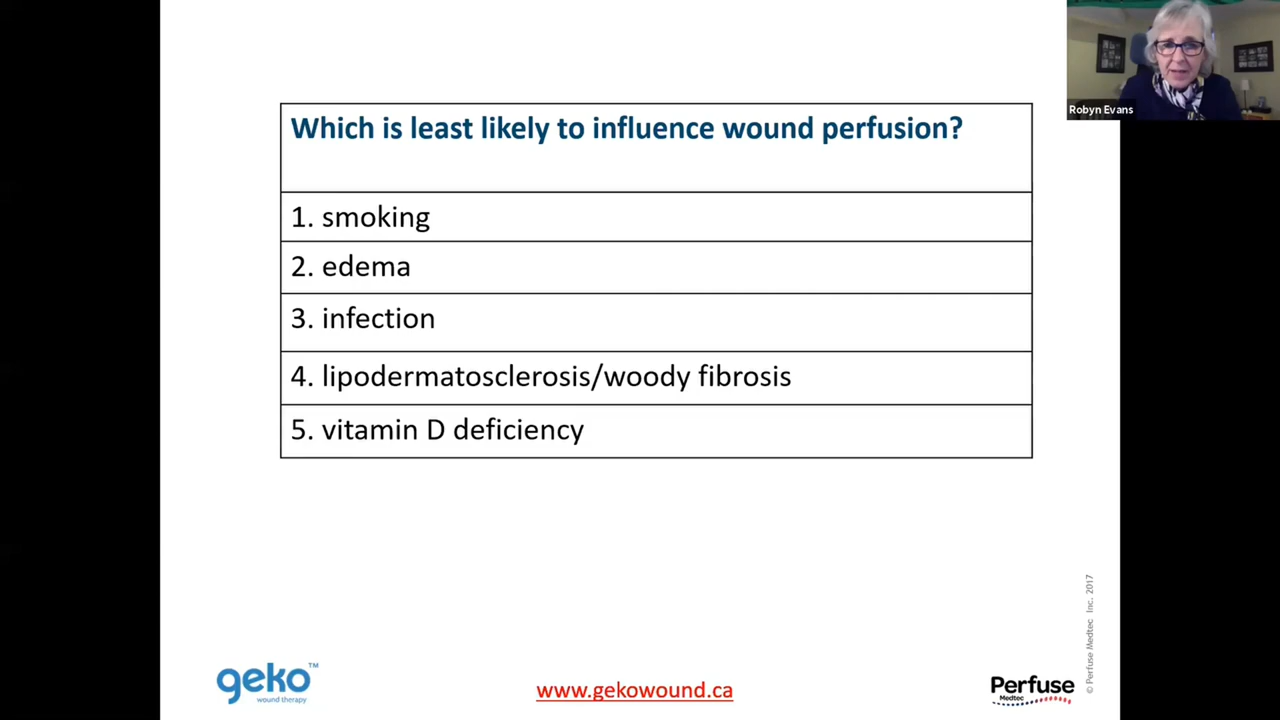 Robyn Evans
Which is least likely to influence wound perfusion?
1. smoking
2. edema
3. infection
4. lipodermatosclerosis/woody fibrosis
5. vitamin D deficiency
© Perfuse Medtec Inc. 2017
geko™
wound therapy
www.gekowound.ca
Perfuse
Medtec